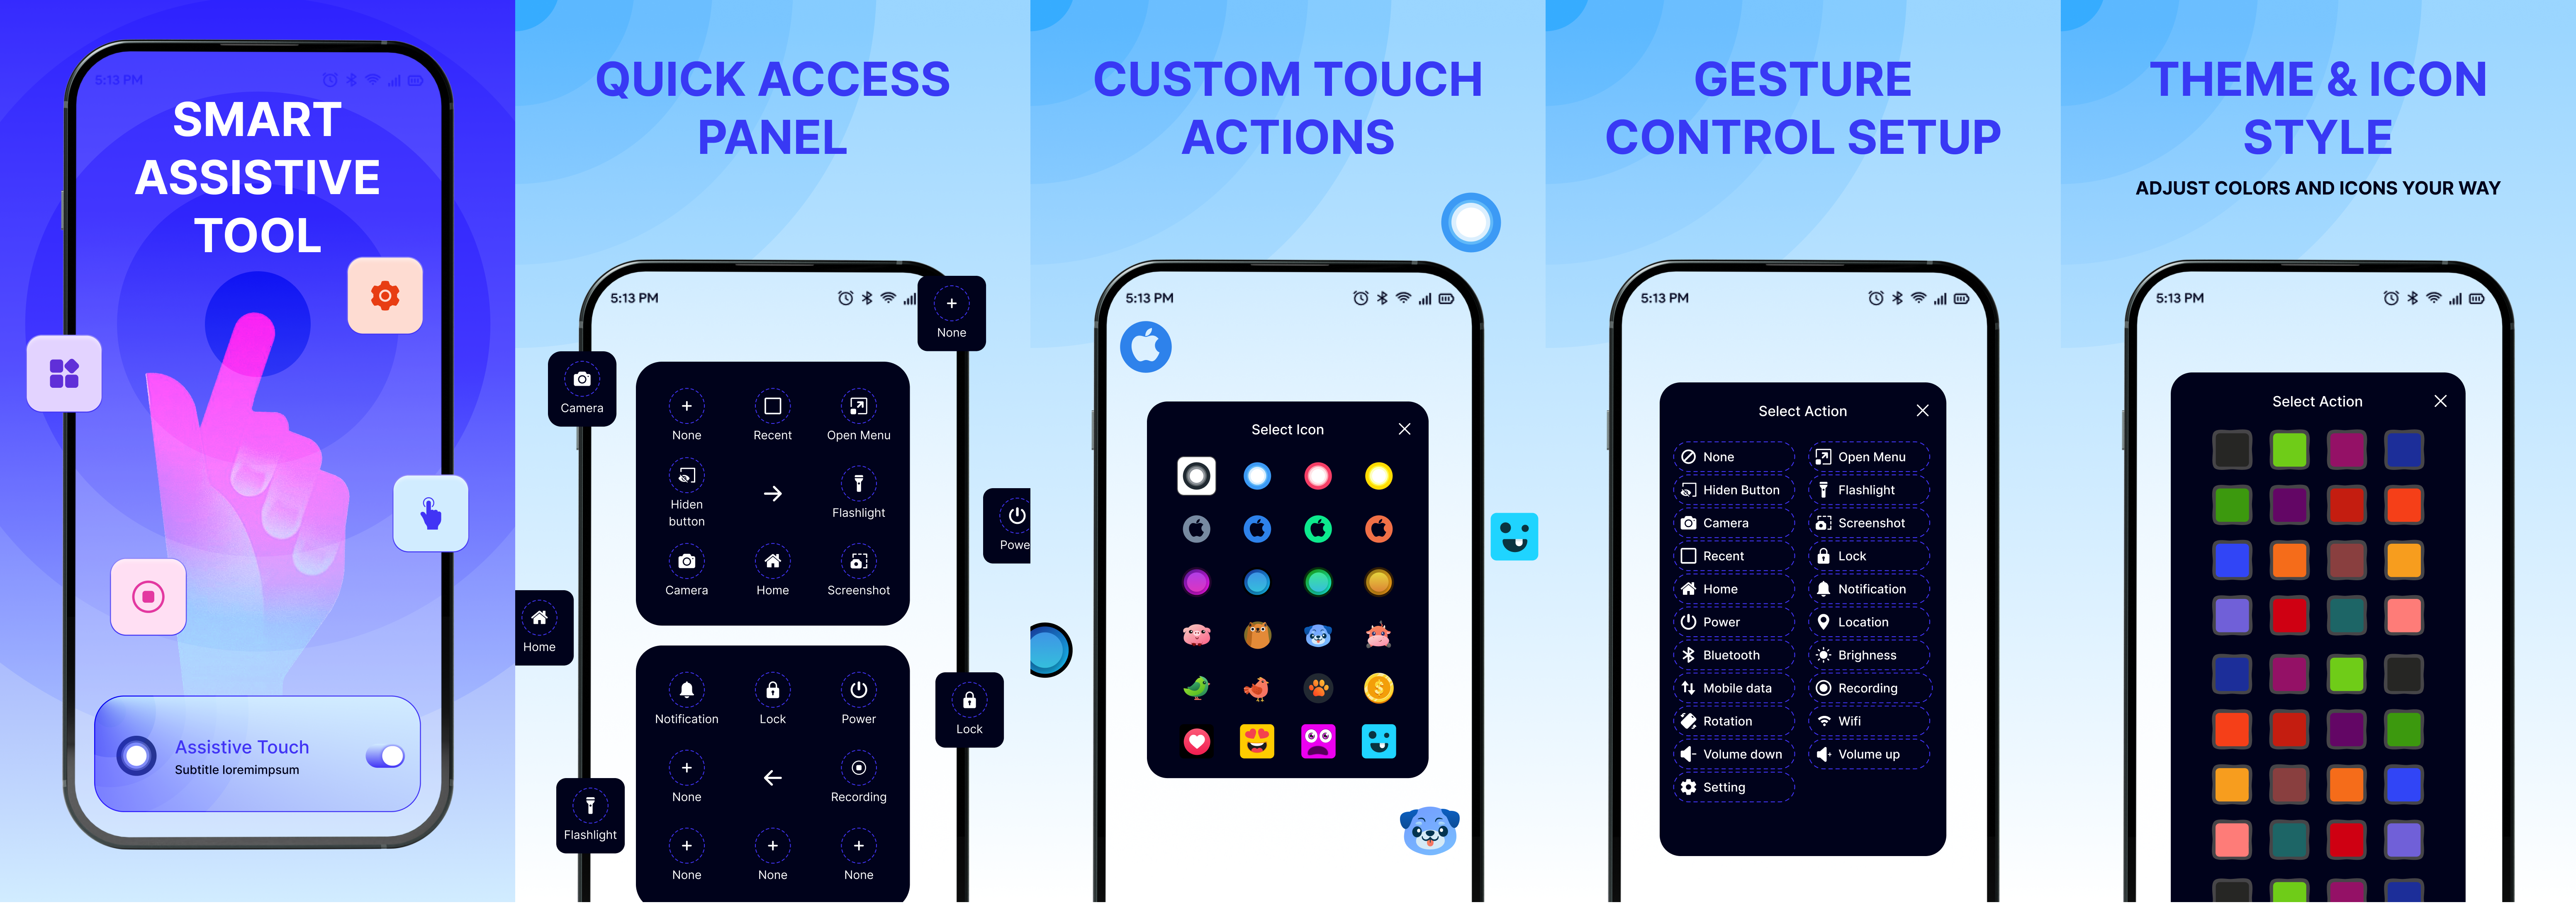 5:13 PM
SMART
ASSISTIVE
TOOL
Assistive Touch
Subtitle loremimpsum
QUICK ACCESS
PANEL
5:13 PM
None
Camera
None
Recent
Open Menu
Hiden
button
Flashlight
Camera
Home
Screenshot
Powe
Home
Notification
Lock
Power
Lock
None
Recording
Flashlight
None
None
None
CUSTOM TOUCH
ACTIONS
5:13 PM
Select Icon
GESTURE
CONTROL SETUP
5:13 PM
Select Action
None
Open Menu
Hiden Button
Flashlight
Camera
Screenshot
Recent
Lock
Home
Notification
Power
Location
Bluetooth
Brighness
Mobile data
Recording
Rotation
Wifi
Volume down
Volume up
Setting
THEME & ICON
STYLE
ADJUST COLORS AND ICONS YOUR WAY
5:13 PM
Select Action